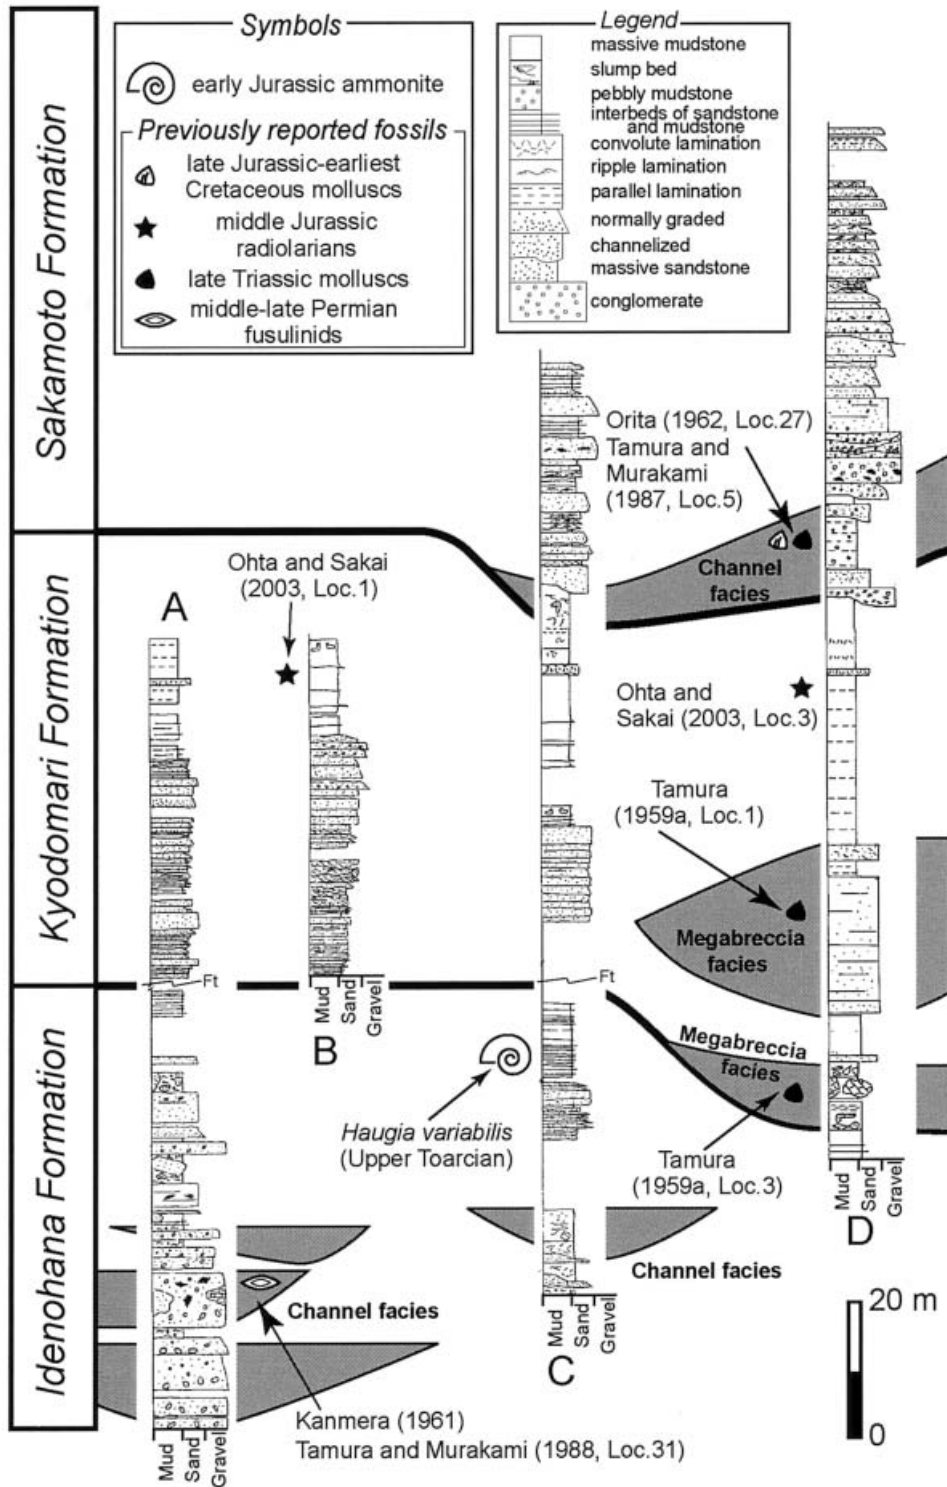 Symbols
early Jurassic ammonite
Previously reported fossils
late Jurassic-earliest
Cretaceous molluscs
middle Jurassic
radiolarians
late Triassic molluscs
middle-late Permian
fusulinids
Legend
massive mudstone
slump bed
pebbly mudstone
interbeds of sandstone
and mudstone
convolute lamination
ripple lamination
parallel lamination
normally graded
channelized
massive sandstone
conglomerate
Sakamoto Formation
Kyodomari Formation
Idenohana Formation
Orita (1962, Loc.27)
Tamura and
Murakami
(1987, Loc.5)
Channel
facies
Ohta and Sakai
(2003, Loc.1)
A
Ohta and
Sakai (2003, Loc.3)
Tamura
(1959a, Loc.1)
Megabreccia
facies
Ft
Ft
Mud
Sand
Gravel
B
Megabreccia
facies
Haugia variabilis
(Upper Toarcian)
Tamura
(1959a, Loc.3)
Mud
Sand
Gravel
D
Channel facies
Channel facies
Mud
Sand
Gravel
C
20 m
0
Kanmera (1961)
Tamura and Murakami (1988, Loc.31)
Mud
Sand
Gravel